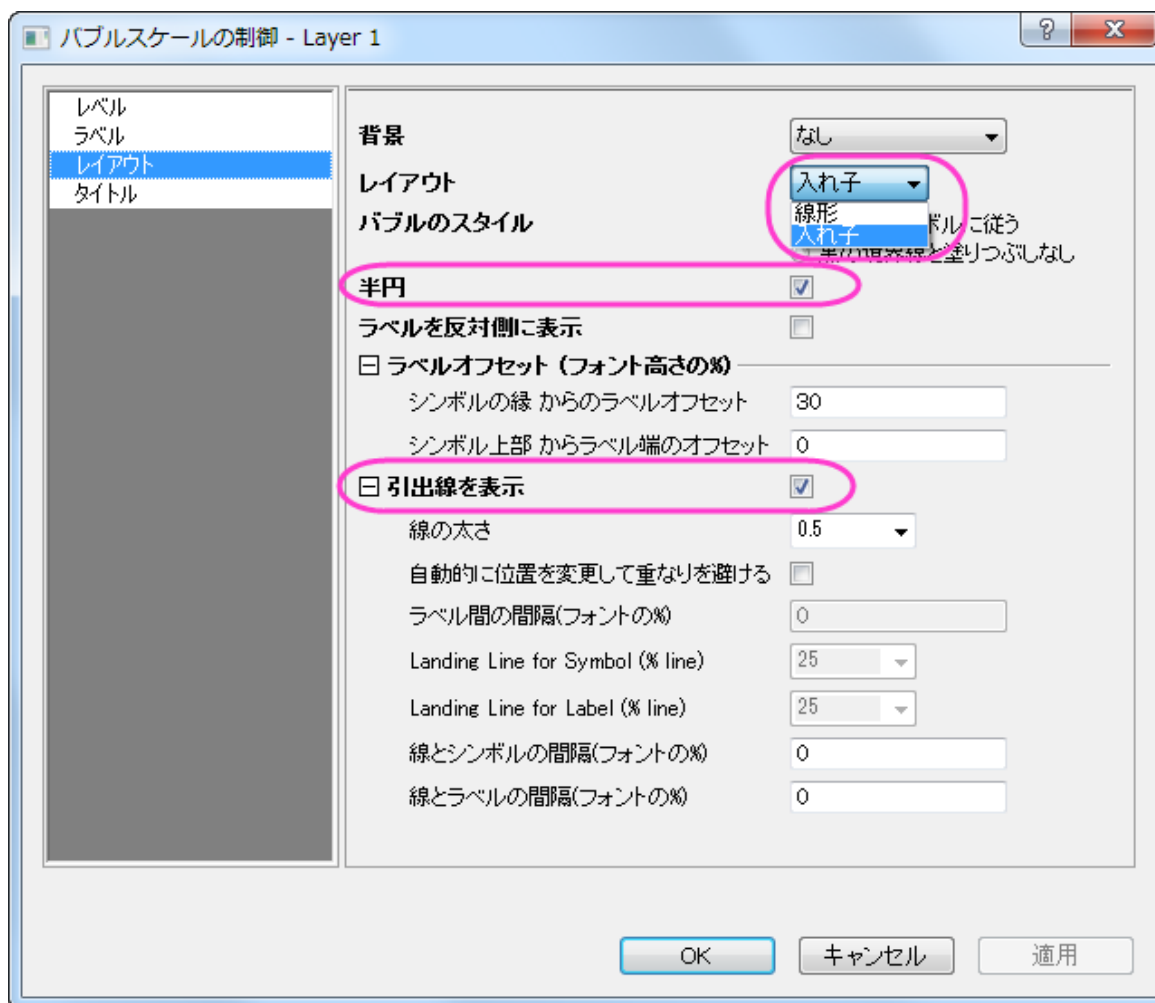 バブルスケールの制御 - Layer 1
レベル
ラベル
レイアウト
タイトル
背景 なし
レイアウト 入れ子
線形
入れ子
バブルのスタイル ボルに従う
黒の境界線と塗りつぶしなし
半円
ラベルを反対側に表示
ラベルオフセット (フォント高さの%)
シンボルの縁 からのラベルオフセット 30
シンボル上部 からラベル端のオフセット 0
引出線を表示
線の太さ 0.5
自動的に位置を変更して重なりを避ける
ラベル間の間隔(フォントの%) 0
Landing Line for Symbol (% line) 25
Landing Line for Label (% line) 25
線とシンボルの間隔(フォントの%) 0
線とラベルの間隔(フォントの%) 0
OK キャンセル 適用